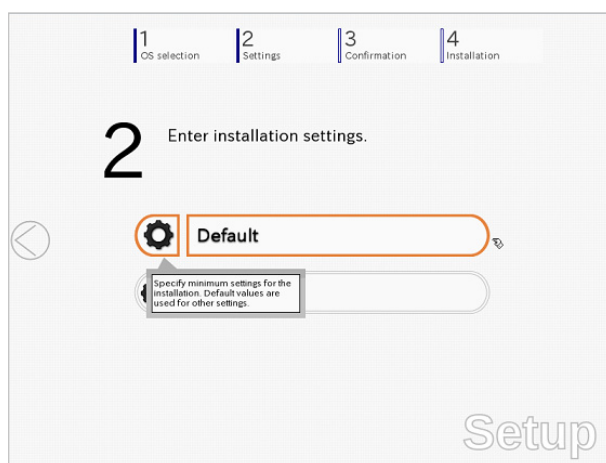 1
OS selection
2
Settings
3
Confirmation
4
Installation
2
Enter installation settings.
Default
Specify minimum settings for the
installation. Default values are
used for other settings.
Setup